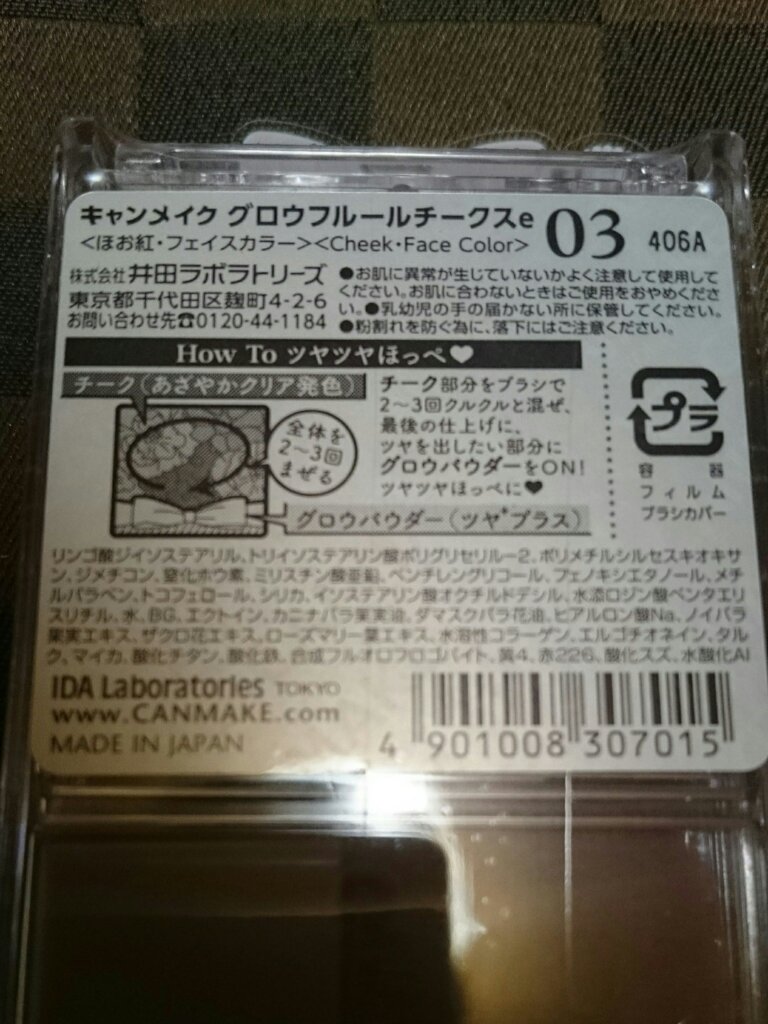 キャンメイク グロウフルールチークスe 03 406A
<ほお紅・フェイスカラー><Cheek・Face Color>
株式会社 井田ラボラトリーズ
東京都千代田区麹町4-2-6
お問い合わせ先☎0120-44-1184
●お肌に異常が生じていないかよく注意して使用して
ください。お肌に合わないときはご使用をおやめくださ
い。●乳幼児の手の届かない所に保管してください。
●粉割れを防ぐ為に、落下にはご注意ください。
How To ツヤツヤほっぺ♥
チーク(あざやかクリア発色)
全体を
2〜3回
まぜる
グロウパウダー(ツヤ+プラス)
チーク部分をブラシで
2〜3回クルクルと混ぜ、
最後の仕上げに、
ツヤを出したい部分に
グロウパウダーをON!
ツヤツヤほっぺに♥
プラ
容器
フィルム
ブラシカバー
リンゴ酸ジイソステアリル、トリイソステアリン酸ポリグリセリル-2、ポリメチルシルセスキオキサ
ン、ジメチコン、窒化ホウ素、ミリスチン酸亜鉛、ペンチレングリコール、フェノキシエタノール、メチ
ルパラベン、トコフェロール、シリカ、イソステアリン酸オクチルドデシル、水添ロジン酸ペンタエリ
スリチル、水、BG、エクトイン、カニナバラ果実油、ダマスクバラ花油、ヒアルロン酸Na、ノイバラ
果実エキス、ザクロ花エキス、ローズマリー葉エキス、水溶性コラーゲン、エルゴチオネイン、タル
ク、マイカ、酸化チタン、酸化鉄、合成フルオロフロゴパイト、黄4、赤226、酸化スズ、水酸化Al
IDA Laboratories TOKYO
www.CANMAKE.com
MADE IN JAPAN
4 901008 307015